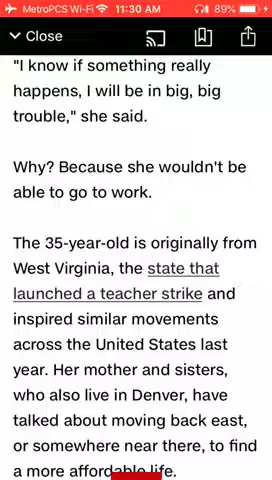 MetroPCS Wi-Fi 11:30 AM 89%
Close
"I know if something really
happens, I will be in big, big
trouble," she said.
Why? Because she wouldn't be
able to go to work.
The 35-year-old is originally from
West Virginia, the state that
launched a teacher strike and
inspired similar movements
across the United States last
year. Her mother and sisters,
who also live in Denver, have
talked about moving back east,
or somewhere near there, to find
a more affordable life.